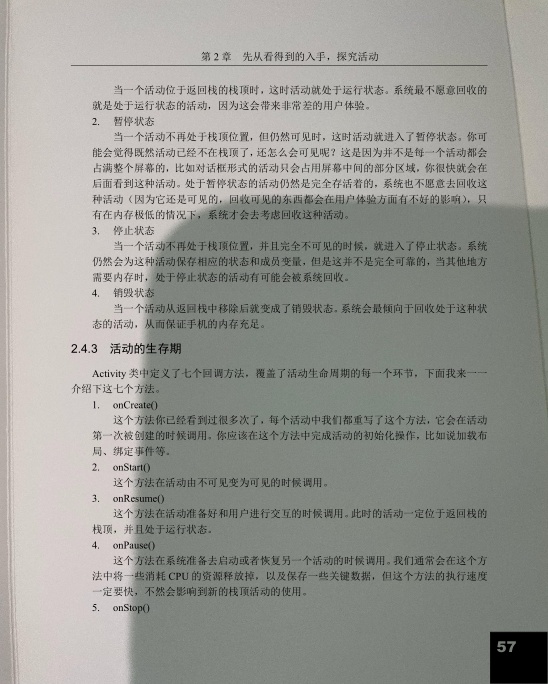 第 2 章　先从看得到的入手，探究活动
当一个活动位于返回栈的栈顶时，这时活动就处于运行状态。系统最不愿意回收的
就是处于运行状态的活动，因为这会带来非常差的用户体验。
2. 暂停状态
当一个活动不再处于栈顶位置，但仍然可见时，这时活动就进入了暂停状态。你可
能会觉得既然活动已经不在栈顶了，还怎么会可见呢？这是因为并不是每一个活动都会
占满整个屏幕的，比如对话框形式的活动只会占用屏幕中间的部分区域，你很快就会在
后面看到这种活动。处于暂停状态的活动仍然是完全存活着的，系统也不愿意去回收这
种活动（因为它还是可见的，回收可见的东西都会在用户体验方面有不好的影响），只
有在内存极低的情况下，系统才会去考虑回收这种活动。
3. 停止状态
当一个活动不再处于栈顶位置，并且完全不可见的时候，就进入了停止状态。系统
仍然会为这种活动保存相应的状态和成员变量，但是这并不是完全可靠的，当其他地方
需要内存时，处于停止状态的活动有可能会被系统回收。
4. 销毁状态
当一个活动从返回栈中移除后就变成了销毁状态。系统会最倾向于回收处于这种状
态的活动，从而保证手机的内存充足。
2.4.3 活动的生存期
Activity 类中定义了七个回调方法，覆盖了活动生命周期的每一个环节，下面我来一一
介绍下这七个方法。
1. onCreate()
这个方法你已经看到过很多次了，每个活动中我们都重写了这个方法，它会在活动
第一次被创建的时候调用。你应该在这个方法中完成活动的初始化操作，比如说加载布
局、绑定事件等。
2. onStart()
这个方法在活动由不可见变为可见的时候调用。
3. onResume()
这个方法在活动准备好和用户进行交互的时候调用。此时的活动一定位于返回栈的
栈顶，并且处于运行状态。
4. onPause()
这个方法在系统准备去启动或者恢复另一个活动的时候调用。我们通常会在这个方
法中将一些消耗 CPU 的资源释放掉，以及保存一些关键数据，但这个方法的执行速度
一定要快，不然会影响到新的栈顶活动的使用。
5. onStop()
57